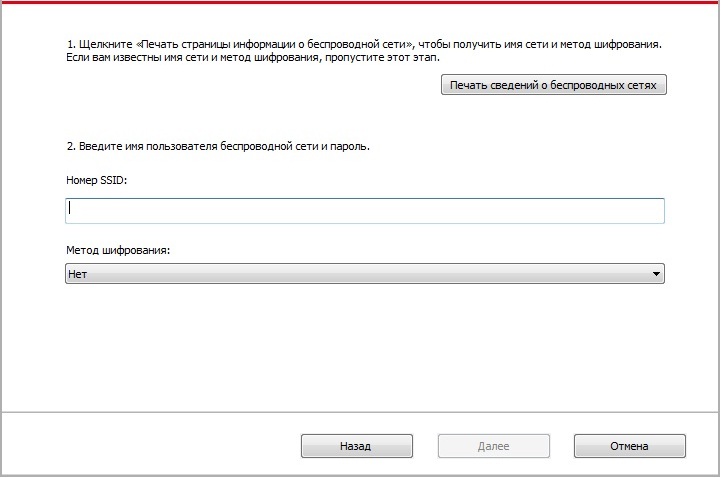 1. Щелкните «Печать страницы информации о беспроводной сети», чтобы получить имя сети и метод шифрования.
Если вам известны имя сети и метод шифрования, пропустите этот этап.
Печать сведений о беспроводных сетях
2. Введите имя пользователя беспроводной сети и пароль.
Номер SSID:
Метод шифрования:
Нет
Назад
Далее
Отмена